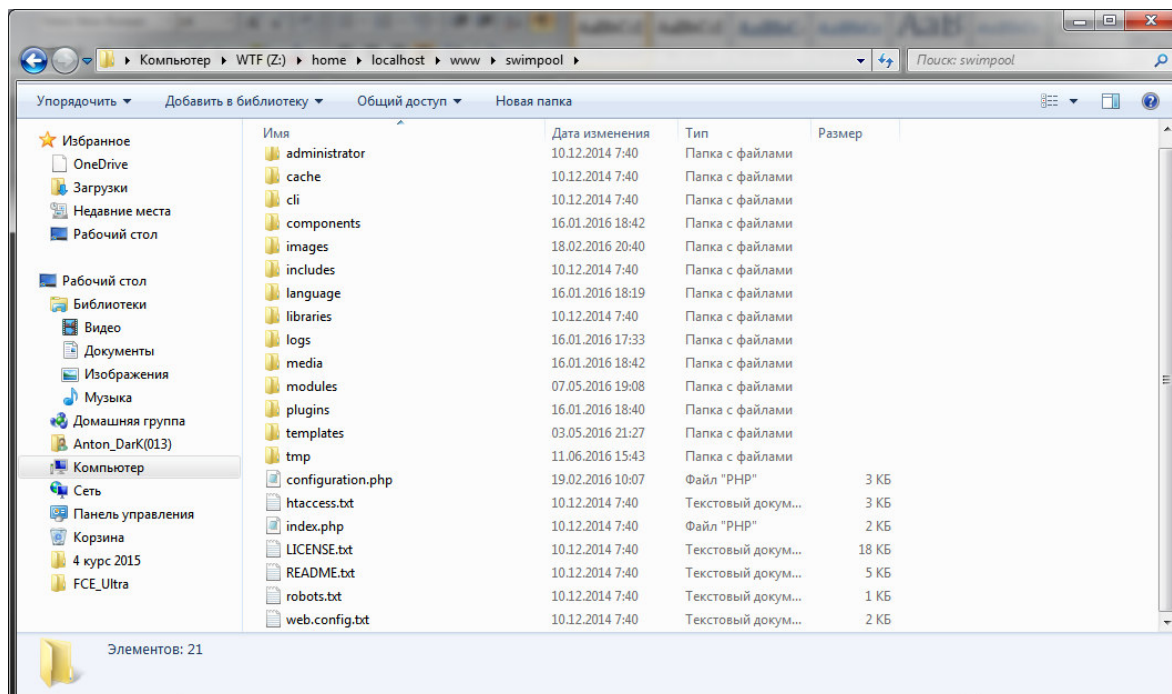 Компьютер ▸ WTF (Z:) ▸ home ▸ localhost ▸ www ▸ swimpool ▸ Поиск: swimpool
Упорядочить Добавить в библиотеку Общий доступ Новая папка
Избранное
OneDrive
Загрузки
Недавние места
Рабочий стол
Рабочий стол
Библиотеки
Видео
Документы
Изображения
Музыка
Домашняя группа
Anton_DarK(013)
Компьютер
Сеть
Панель управления
Корзина
4 курс 2015
FCE_Ultra
Имя Дата изменения Тип Размер
administrator 10.12.2014 7:40 Папка с файлами
cache 10.12.2014 7:40 Папка с файлами
cli 10.12.2014 7:40 Папка с файлами
components 16.01.2016 18:42 Папка с файлами
images 18.02.2016 20:40 Папка с файлами
includes 10.12.2014 7:40 Папка с файлами
language 16.01.2016 18:19 Папка с файлами
libraries 10.12.2014 7:40 Папка с файлами
logs 16.01.2016 17:33 Папка с файлами
media 16.01.2016 18:42 Папка с файлами
modules 07.05.2016 19:08 Папка с файлами
plugins 16.01.2016 18:40 Папка с файлами
templates 03.05.2016 21:27 Папка с файлами
tmp 11.06.2016 15:43 Папка с файлами
configuration.php 19.02.2016 10:07 Файл "PHP" 3 КБ
htaccess.txt 10.12.2014 7:40 Текстовый докум... 3 КБ
index.php 10.12.2014 7:40 Файл "PHP" 2 КБ
LICENSE.txt 10.12.2014 7:40 Текстовый докум... 18 КБ
README.txt 10.12.2014 7:40 Текстовый докум... 5 КБ
robots.txt 10.12.2014 7:40 Текстовый докум... 1 КБ
web.config.txt 10.12.2014 7:40 Текстовый докум... 2 КБ
Элементов: 21